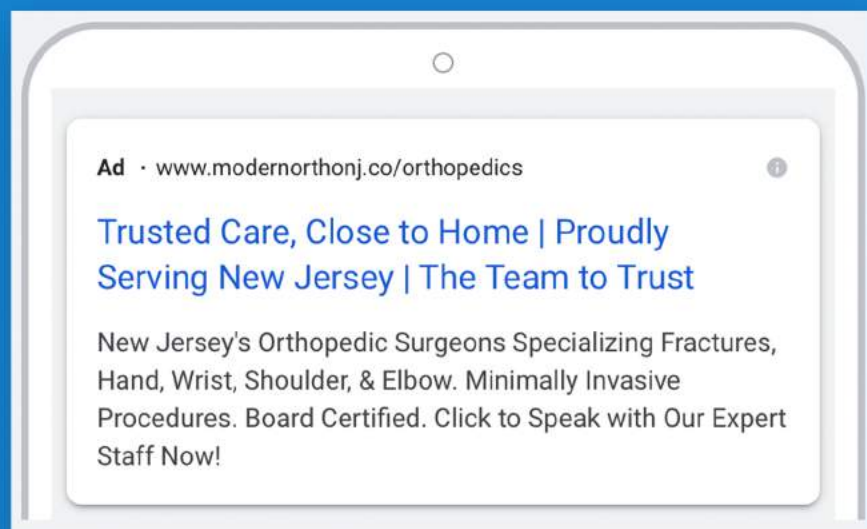 Ad · www.modernorthonj.co/orthopedics
Trusted Care, Close to Home | Proudly
Serving New Jersey | The Team to Trust
New Jersey's Orthopedic Surgeons Specializing Fractures,
Hand, Wrist, Shoulder, & Elbow. Minimally Invasive
Procedures. Board Certified. Click to Speak with Our Expert
Staff Now!